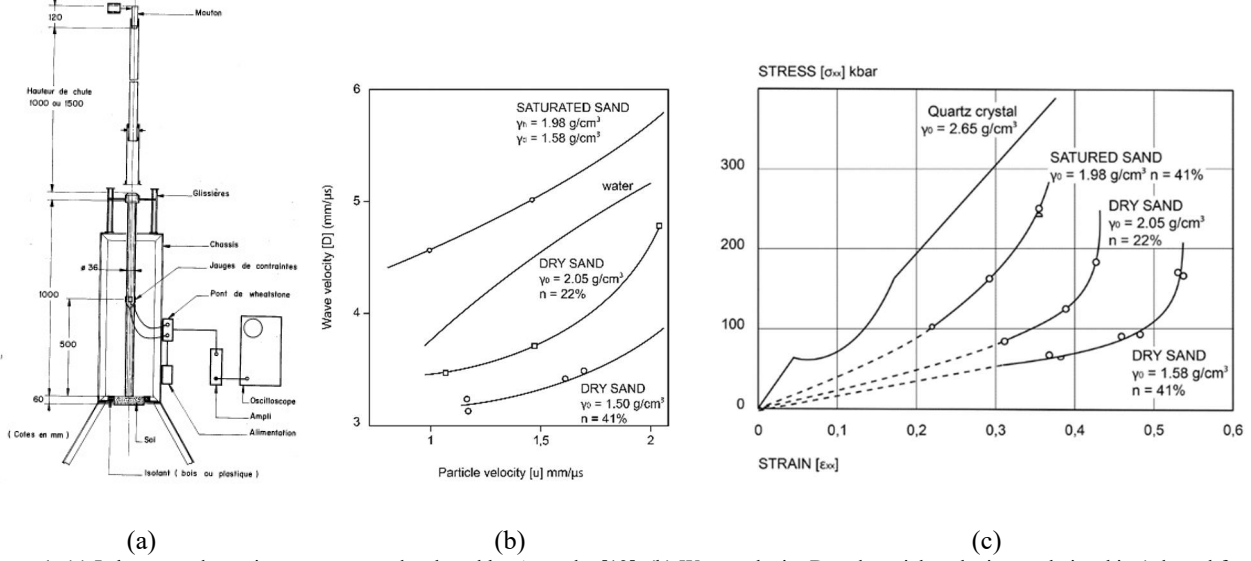 120
Mouton
Hauteur de chute
1000 ou 1500
Glissières
Chassis
ø 36
Jauges de contraintes
Pont de wheatstone
1000
500
60
Oscilloscope
Ampli
Alimentation
(Cotes en mm)
Sol
Isolant (bois ou plastique)
(a)
6
5
4
3
Wave velocity [D] (mm/µs)
SATURATED SAND
γh = 1.98 g/cm³
= 1.58 g/cm³
water
DRY SAND
γ₀ = 2.05 g/cm³
n = 22%
DRY SAND
γ₀ = 1.50 g/cm³
n = 41%
1
1,5
2
Particle velocity [u] mm/µs
(b)
STRESS [σxx] kbar
300
200
100
0
Quartz crystal
γ₀ = 2.65 g/cm³
SATURED SAND
γ₀ = 1.98 g/cm³ n = 41%
DRY SAND
γ₀ = 2.05 g/cm³
n = 22%
DRY SAND
γ₀ = 1.58 g/cm³
n = 41%
0
0,1
0,2
0,3
0,4
0,5
0,6
STRAIN [εxx]
(c)